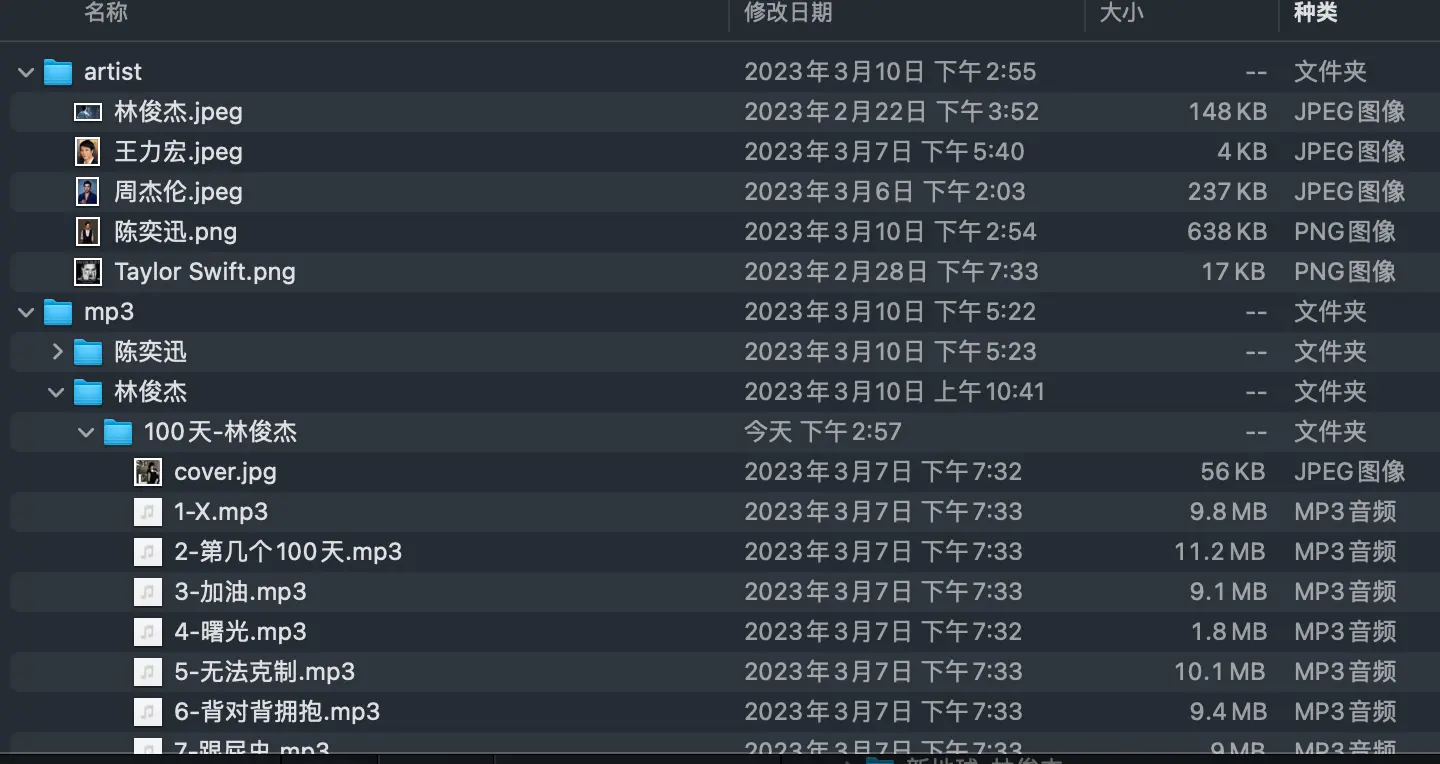 名称 修改日期 大小 种类
artist 2023年3月10日 下午2:55 -- 文件夹
林俊杰.jpeg 2023年2月22日 下午3:52 148 KB JPEG图像
王力宏.jpeg 2023年3月7日 下午5:40 4 KB JPEG图像
周杰伦.jpeg 2023年3月6日 下午2:03 237 KB JPEG图像
陈奕迅.png 2023年3月10日 下午2:54 638 KB PNG图像
Taylor Swift.png 2023年2月28日 下午7:33 17 KB PNG图像
mp3 2023年3月10日 下午5:22 -- 文件夹
陈奕迅 2023年3月10日 下午5:23 -- 文件夹
林俊杰 2023年3月10日 上午10:41 -- 文件夹
100天-林俊杰 今天 下午2:57 -- 文件夹
cover.jpg 2023年3月7日 下午7:32 56 KB JPEG图像
1-X.mp3 2023年3月7日 下午7:33 9.8 MB MP3音频
2-第几个100天.mp3 2023年3月7日 下午7:33 11.2 MB MP3音频
3-加油.mp3 2023年3月7日 下午7:33 9.1 MB MP3音频
4-曙光.mp3 2023年3月7日 下午7:32 1.8 MB MP3音频
5-无法克制.mp3 2023年3月7日 下午7:33 10.1 MB MP3音频
6-背对背拥抱.mp3 2023年3月7日 下午7:33 9.4 MB MP3音频
7-跟屁虫.mp3 2023年3月7日 下午7:33 9 MB MP3音频